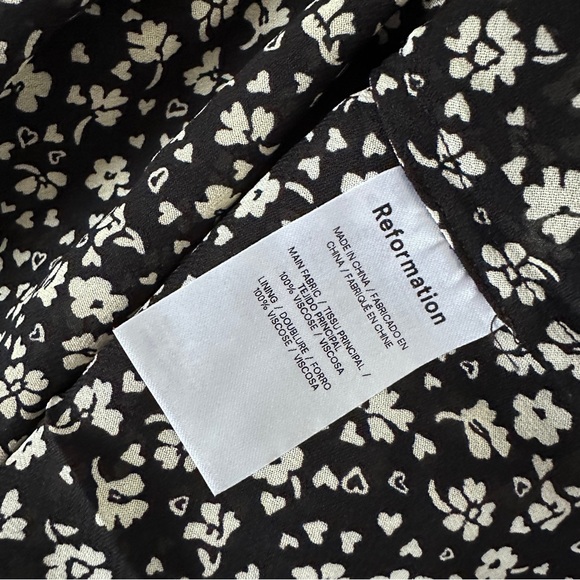 Reformation
MADE IN CHINA / FABRICADO EN
CHINA / FABRIQUÉ EN CHINE
MAIN FABRIC / TISSU PRINCIPAL /
TEJIDO PRINCIPAL
100% VISCOSE / VISCOSA
LINING / DOUBLURE / FORRO
100% VISCOSE / VISCOSA